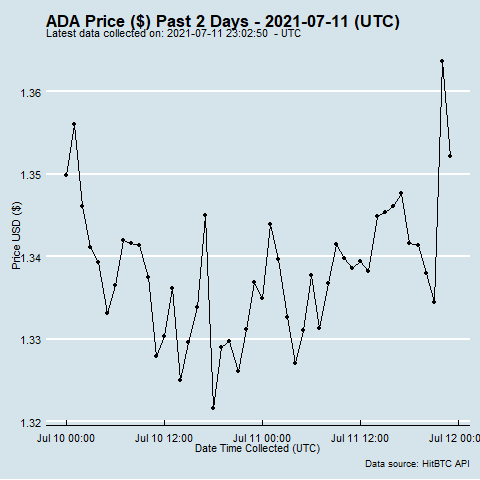 ADA Price ($) Past 2 Days - 2021-07-11 (UTC)
Latest data collected on: 2021-07-11 23:02:50 - UTC
1.36
1.35
1.34
1.33
1.32
Price USD ($)
Jul 10 00:00 Jul 10 12:00 Jul 11 00:00 Jul 11 12:00 Jul 12 00:0
Date Time Collected (UTC)
Data source: HitBTC API